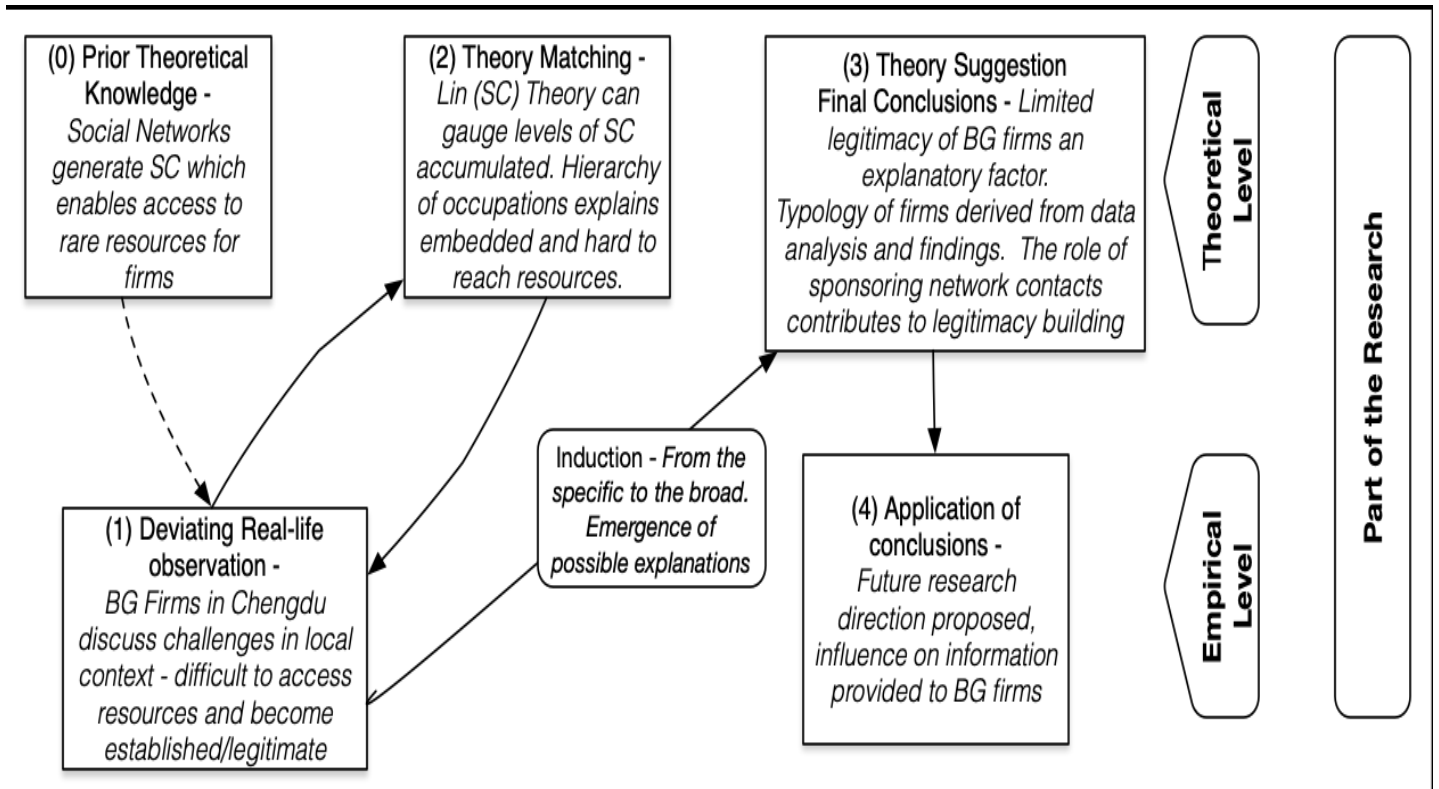 (0) Prior Theoretical
Knowledge -
Social Networks
generate SC which
enables access to
rare resources for
firms
(2) Theory Matching -
Lin (SC) Theory can
gauge levels of SC
accumulated. Hierarchy
of occupations explains
embedded and hard to
reach resources.
(3) Theory Suggestion
Final Conclusions - Limited
legitimacy of BG firms an
explanatory factor.
Typology of firms derived from data
analysis and findings. The role of
sponsoring network contacts
contributes to legitimacy building
Theoretical
Level
Part of the Research
(1) Deviating Real-life
observation -
BG Firms in Chengdu
discuss challenges in local
context - difficult to access
resources and become
established/legitimate
Induction - From the
specific to the broad.
Emergence of
possible explanations
(4) Application of
conclusions -
Future research
direction proposed,
influence on information
provided to BG firms
Empirical
Level